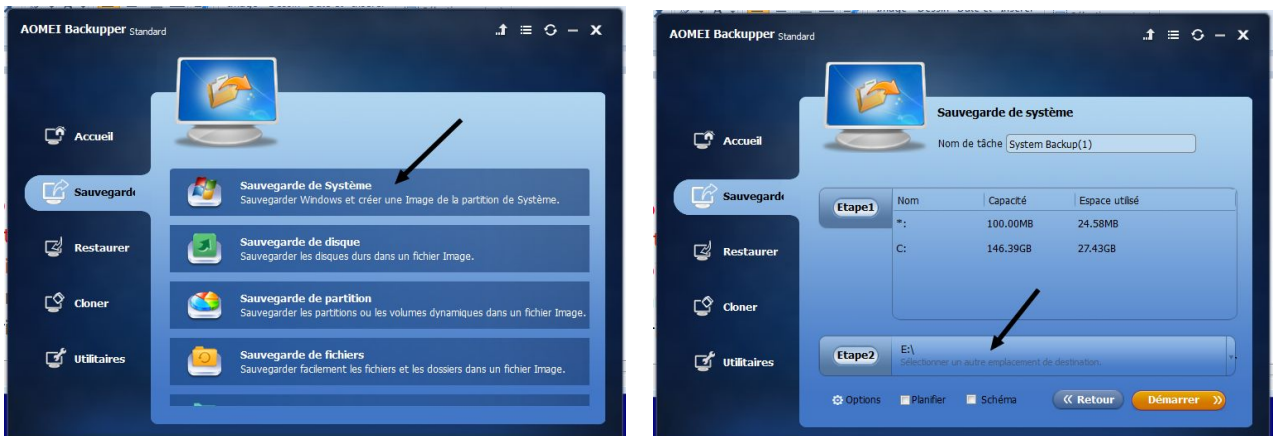 AOMEI Backupper Standard
Accueil
Sauvegarde
Restaurer
Cloner
Utilitaires
Sauvegarde de Système
Sauvegarder Windows et créer une Image de la partition de Système.
Sauvegarde de disque
Sauvegarder les disques durs dans un fichier Image.
Sauvegarde de partition
Sauvegarder les partitions ou les volumes dynamiques dans un fichier Image.
Sauvegarde de fichiers
Sauvegarder facilement les fichiers et les dossiers dans un fichier Image.
AOMEI Backupper Standard
Accueil
Sauvegarde
Restaurer
Cloner
Utilitaires
Sauvegarde de système
Nom de tâche System Backup(1)
Etape1
Nom Capacité Espace utilisé
*: 100.00MB 24.58MB
C: 146.39GB 27.43GB
Etape2
E:\
Sélectionner un autre emplacement de destination.
Options Planifier Schéma Retour Démarrer